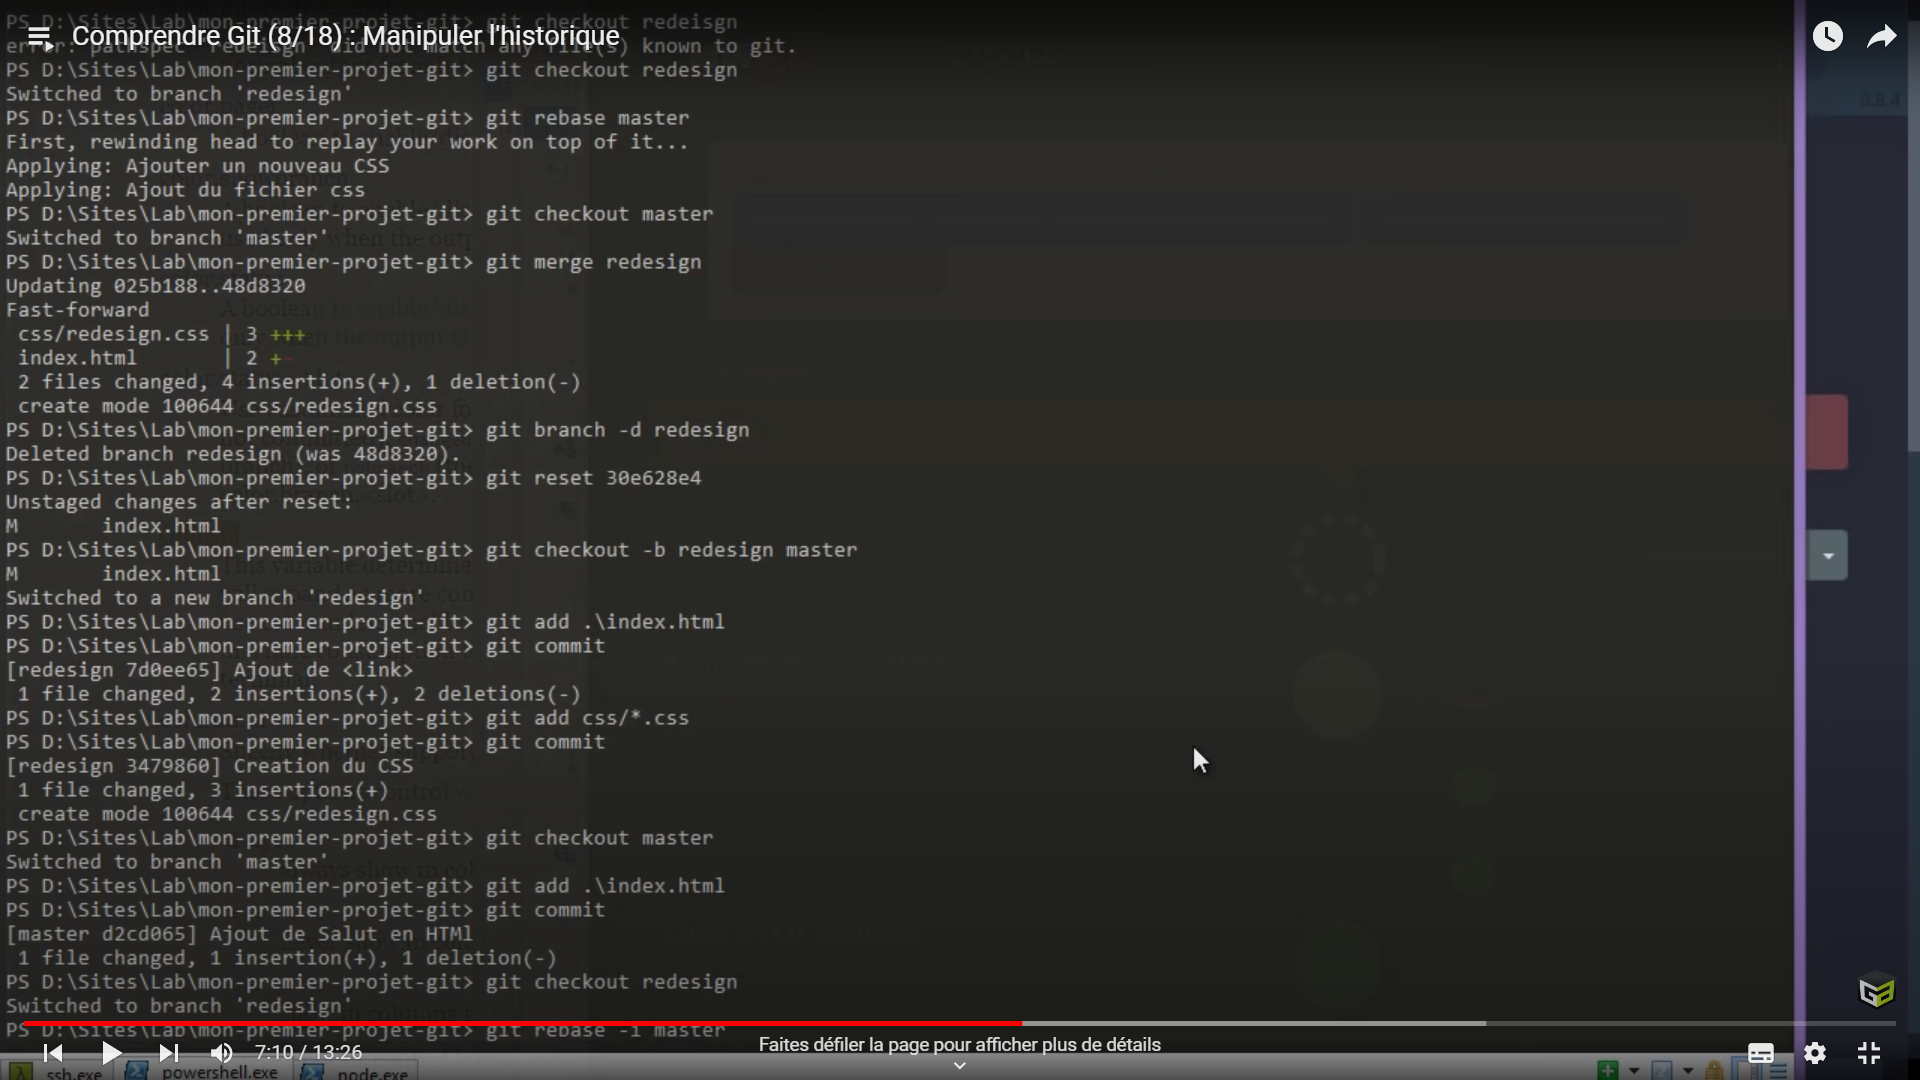 Comprendre Git (8/18) : Manipuler l'historique
PS D:\Sites\Lab\mon-premier-projet-git> git checkout redeisgn
error: pathspec 'redeisgn' did not match any file(s) known to git.
PS D:\Sites\Lab\mon-premier-projet-git> git checkout redesign
Switched to branch 'redesign'
PS D:\Sites\Lab\mon-premier-projet-git> git rebase master
First, rewinding head to replay your work on top of it...
Applying: Ajouter un nouveau CSS
Applying: Ajout du fichier css
PS D:\Sites\Lab\mon-premier-projet-git> git checkout master
Switched to branch 'master'
PS D:\Sites\Lab\mon-premier-projet-git> git merge redesign
Updating 025b188..48d8320
Fast-forward
css/redesign.css | 3 +++
index.html | 2 +-
2 files changed, 4 insertions(+), 1 deletion(-)
create mode 100644 css/redesign.css
PS D:\Sites\Lab\mon-premier-projet-git> git branch -d redesign
Deleted branch redesign (was 48d8320).
PS D:\Sites\Lab\mon-premier-projet-git> git reset 30e628e4
Unstaged changes after reset:
M index.html
PS D:\Sites\Lab\mon-premier-projet-git> git checkout -b redesign master
M index.html
Switched to a new branch 'redesign'
PS D:\Sites\Lab\mon-premier-projet-git> git add .\index.html
PS D:\Sites\Lab\mon-premier-projet-git> git commit
[redesign 7d0ee65] Ajout de <link>
1 file changed, 2 insertions(+), 2 deletions(-)
PS D:\Sites\Lab\mon-premier-projet-git> git add css/*.css
PS D:\Sites\Lab\mon-premier-projet-git> git commit
[redesign 3479860] Creation du CSS
1 file changed, 3 insertions(+)
create mode 100644 css/redesign.css
PS D:\Sites\Lab\mon-premier-projet-git> git checkout master
Switched to branch 'master'
PS D:\Sites\Lab\mon-premier-projet-git> git add .\index.html
PS D:\Sites\Lab\mon-premier-projet-git> git commit
[master d2cd065] Ajout de Salut en HTMl
1 file changed, 1 insertion(+), 1 deletion(-)
PS D:\Sites\Lab\mon-premier-projet-git> git checkout redesign
Switched to branch 'redesign'
PS D:\Sites\Lab\mon-premier-projet-git> git rebase -i master
0.8.4
7:10 / 13:26
Faites défiler la page pour afficher plus de détails
ssh.exe
powershell.exe
node.exe